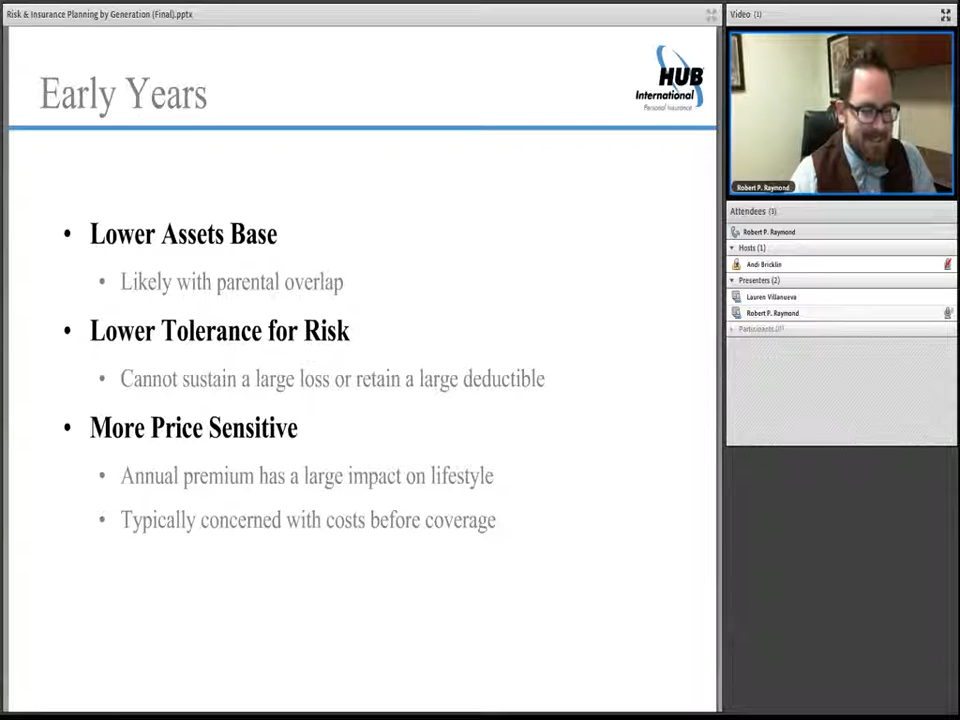 Risk & Insurance Planning by Generation (Final).pptx
Early Years
HUB
International
Personal Insurance
• Lower Assets Base
• Likely with parental overlap
• Lower Tolerance for Risk
• Cannot sustain a large loss or retain a large deductible
• More Price Sensitive
• Annual premium has a large impact on lifestyle
• Typically concerned with costs before coverage
Video (1)
Robert P. Raymond
Attendees (3)
Robert P. Raymond
Hosts (1)
Andi Bricklin
Presenters (2)
Lauren Villanueva
Robert P. Raymond
Participants (0)